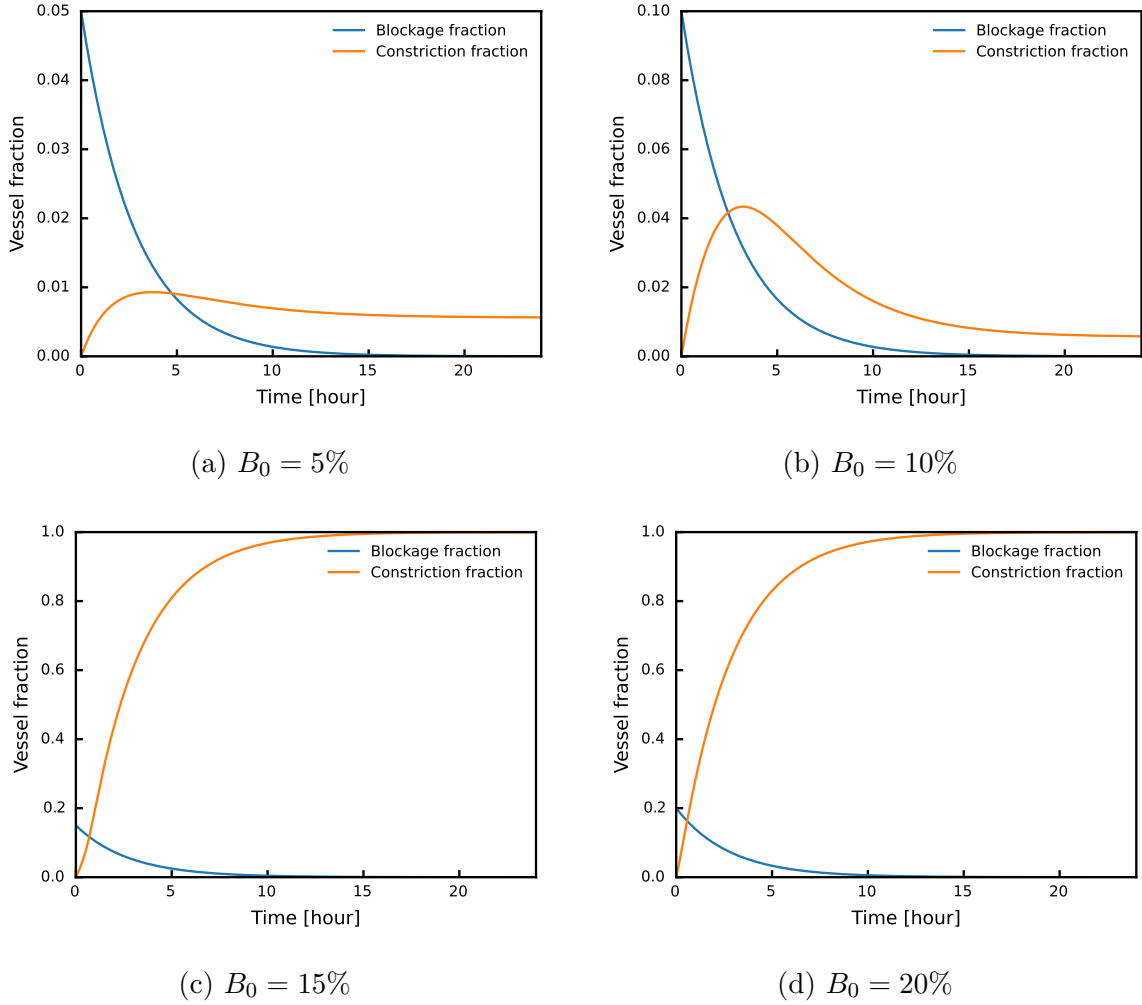 0.05
0.04
0.03
0.02
0.01
0.00
Vessel fraction
Blockage fraction
Constriction fraction
0 5 10 15 20
Time [hour]
(a) B₀ = 5%
0.10
0.08
0.06
0.04
0.02
0.00
Vessel fraction
Blockage fraction
Constriction fraction
0 5 10 15 20
Time [hour]
(b) B₀ = 10%
1.0
0.8
0.6
0.4
0.2
0.0
Vessel fraction
Blockage fraction
Constriction fraction
0 5 10 15 20
Time [hour]
(c) B₀ = 15%
1.0
0.8
0.6
0.4
0.2
0.0
Vessel fraction
Blockage fraction
Constriction fraction
0 5 10 15 20
Time [hour]
(d) B₀ = 20%